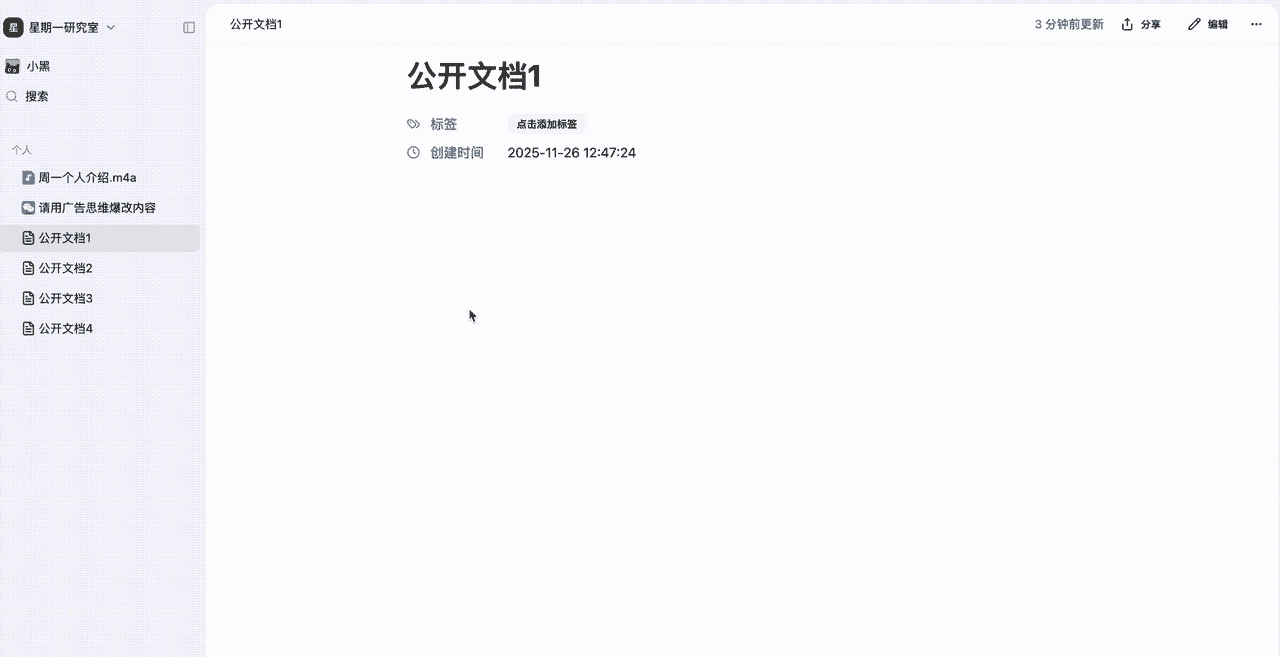 星 星期一研究室
小黑
搜索
个人
周一个人介绍.m4a
请用广告思维爆改内容
公开文档1
公开文档2
公开文档3
公开文档4
公开文档1 3 分钟前更新 分享 编辑
公开文档1
标签 点击添加标签
创建时间 2025-11-26 12:47:24